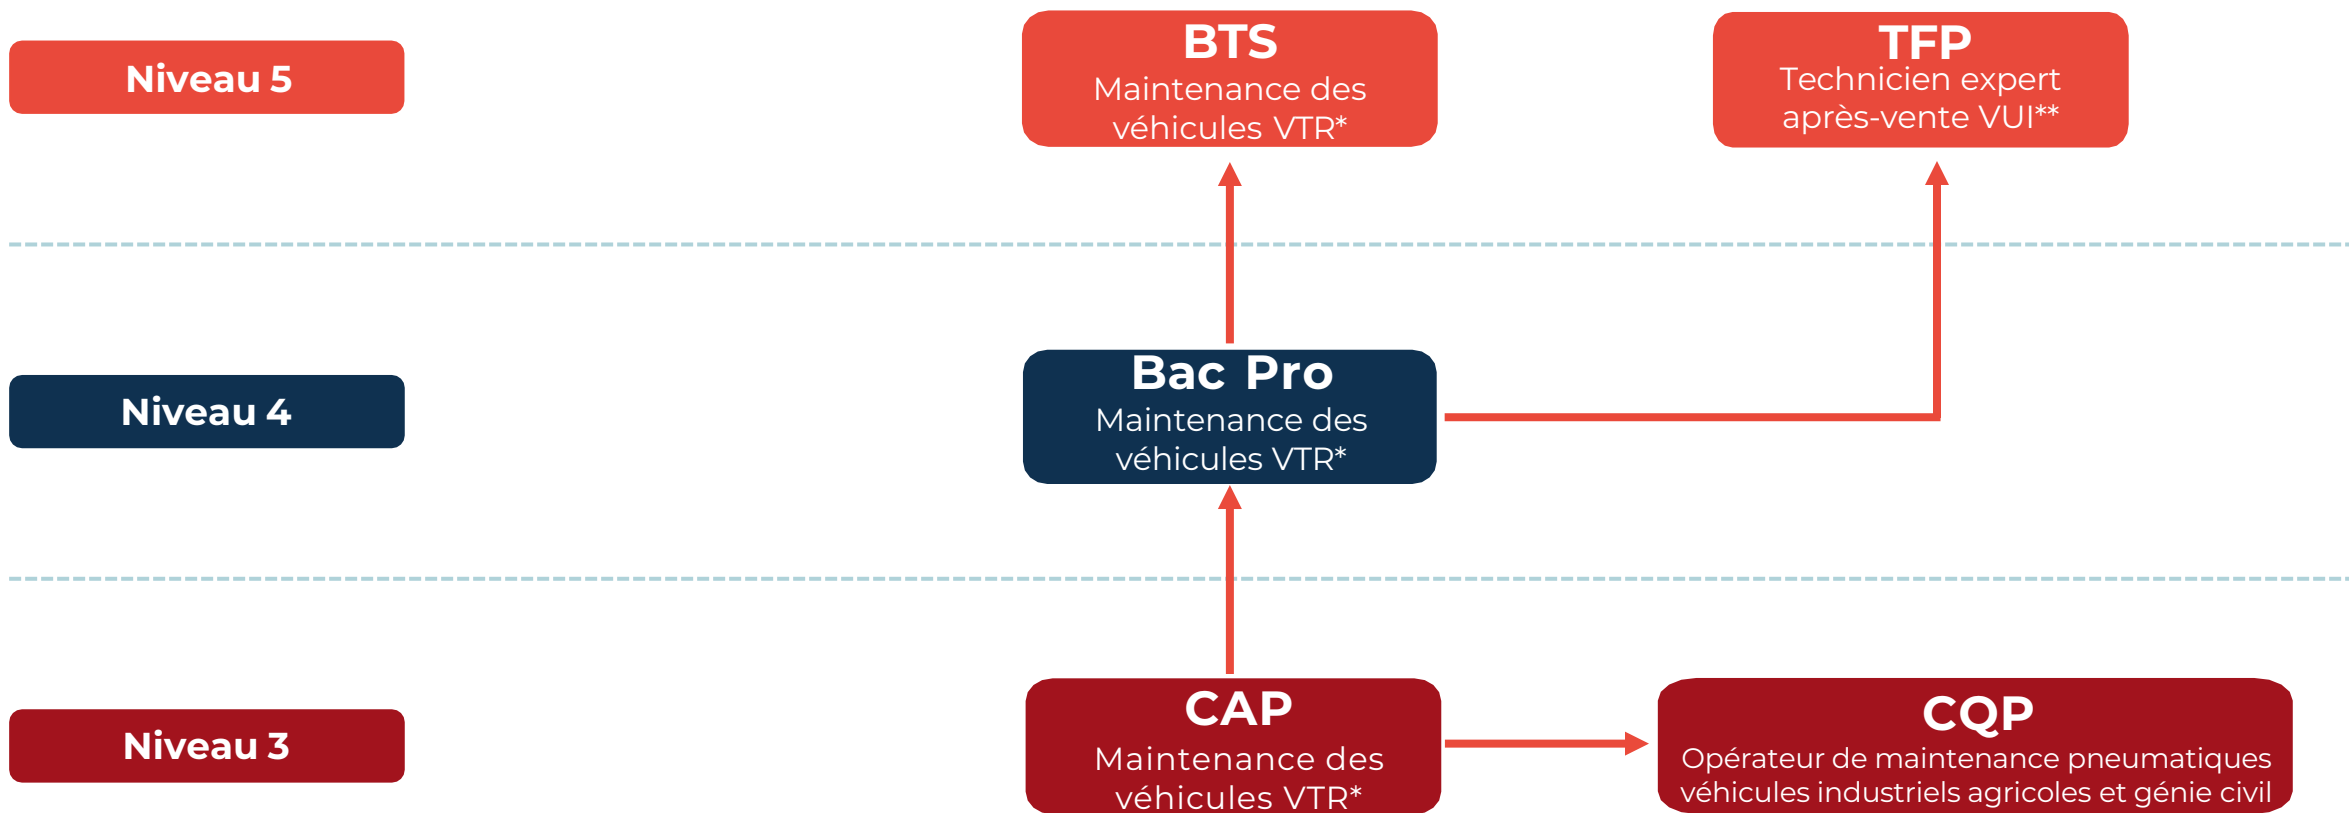 Niveau 5
BTS
Maintenance des
véhicules VTR*
TFP
Technicien expert
après-vente VUI**
Niveau 4
Bac Pro
Maintenance des
véhicules VTR*
Niveau 3
CAP
Maintenance des
véhicules VTR*
CQP
Opérateur de maintenance pneumatiques
véhicules industriels agricoles et génie civil